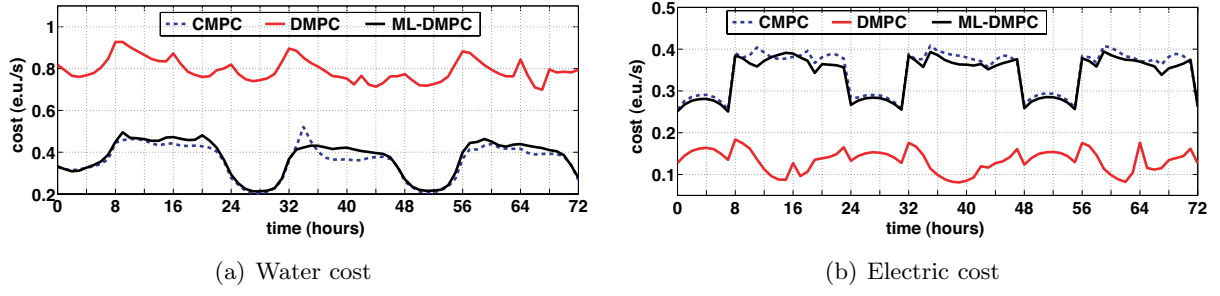 CMPC DMPC ML-DMPC
cost (e.u./s)
1
0.8
0.6
0.4
0.2
0 8 16 24 32 40 48 56 64 72
time (hours)
(a) Water cost
CMPC DMPC ML-DMPC
cost (e.u./s)
0.5
0.4
0.3
0.2
0.1
0 8 16 24 32 40 48 56 64 72
time (hours)
(b) Electric cost